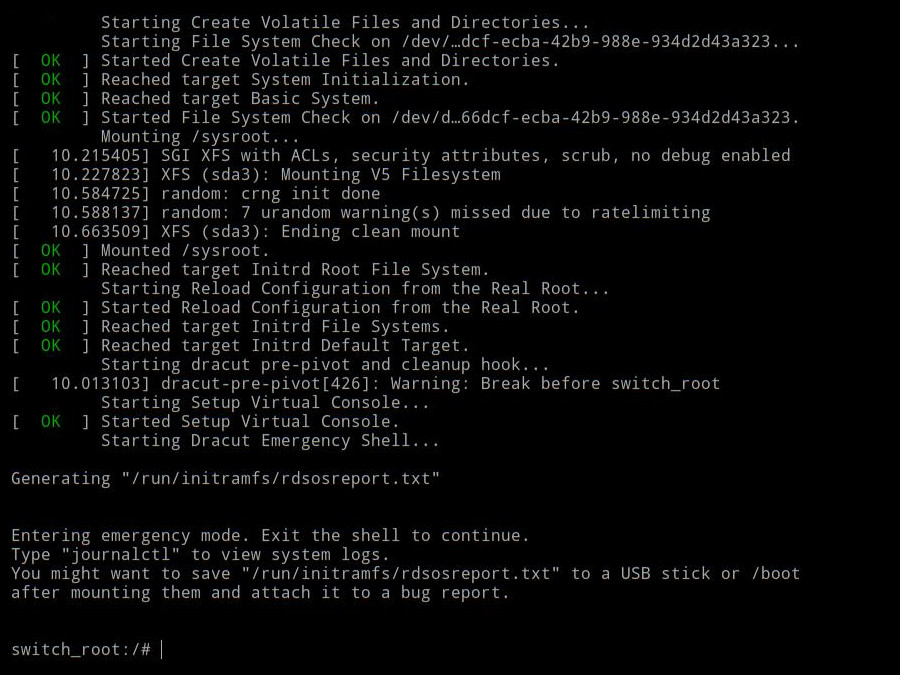 Starting Create Volatile Files and Directories...
Starting File System Check on /dev/…dcf-ecba-42b9-988e-934d2d43a323...
[  OK  ] Started Create Volatile Files and Directories.
[  OK  ] Reached target System Initialization.
[  OK  ] Reached target Basic System.
[  OK  ] Started File System Check on /dev/d…66dcf-ecba-42b9-988e-934d2d43a323.
Mounting /sysroot...
[   10.215405] SGI XFS with ACLs, security attributes, scrub, no debug enabled
[   10.227823] XFS (sda3): Mounting V5 Filesystem
[   10.584725] random: crng init done
[   10.588137] random: 7 urandom warning(s) missed due to ratelimiting
[   10.663509] XFS (sda3): Ending clean mount
[  OK  ] Mounted /sysroot.
[  OK  ] Reached target Initrd Root File System.
Starting Reload Configuration from the Real Root...
[  OK  ] Started Reload Configuration from the Real Root.
[  OK  ] Reached target Initrd File Systems.
[  OK  ] Reached target Initrd Default Target.
Starting dracut pre-pivot and cleanup hook...
[   10.013103] dracut-pre-pivot[426]: Warning: Break before switch_root
Starting Setup Virtual Console...
[  OK  ] Started Setup Virtual Console.
Starting Dracut Emergency Shell...
Generating "/run/initramfs/rdsosreport.txt"
Entering emergency mode. Exit the shell to continue.
Type "journalctl" to view system logs.
You might want to save "/run/initramfs/rdsosreport.txt" to a USB stick or /boot
after mounting them and attach it to a bug report.
switch_root:/#